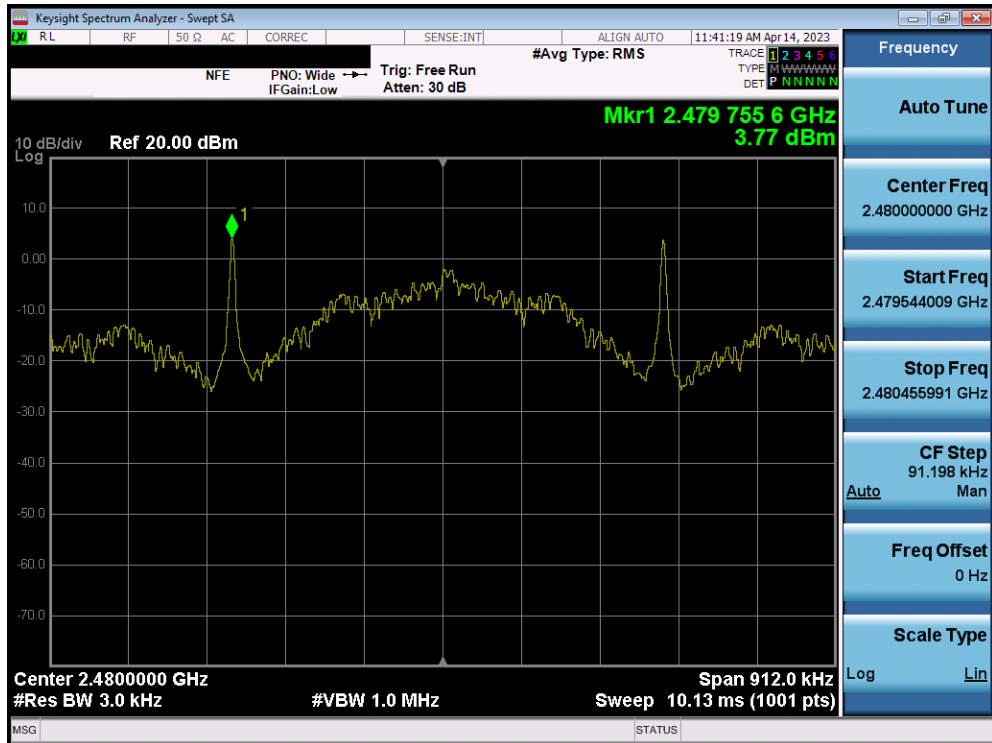 Keysight Spectrum Analyzer - Swept SA
LXI RL RF 50 Ω AC CORREC SENSE:INT ALIGN AUTO 11:41:19 AM Apr 14, 2023
NFE PNO: Wide Trig: Free Run #Avg Type: RMS TRACE 1 2 3 4 5 6
IFGain:Low Atten: 30 dB TYPE M W W W W W
DET P N N N N N
Mkr1 2.479 755 6 GHz
3.77 dBm
10 dB/div Ref 20.00 dBm
Log
1
10.0
0.00
-10.0
-20.0
-30.0
-40.0
-50.0
-60.0
-70.0
Center 2.4800000 GHz Span 912.0 kHz
#Res BW 3.0 kHz #VBW 1.0 MHz Sweep 10.13 ms (1001 pts)
MSG STATUS
Frequency
Auto Tune
Center Freq
2.480000000 GHz
Start Freq
2.479544009 GHz
Stop Freq
2.480455991 GHz
CF Step
91.198 kHz
Auto Man
Freq Offset
0 Hz
Scale Type
Log Lin